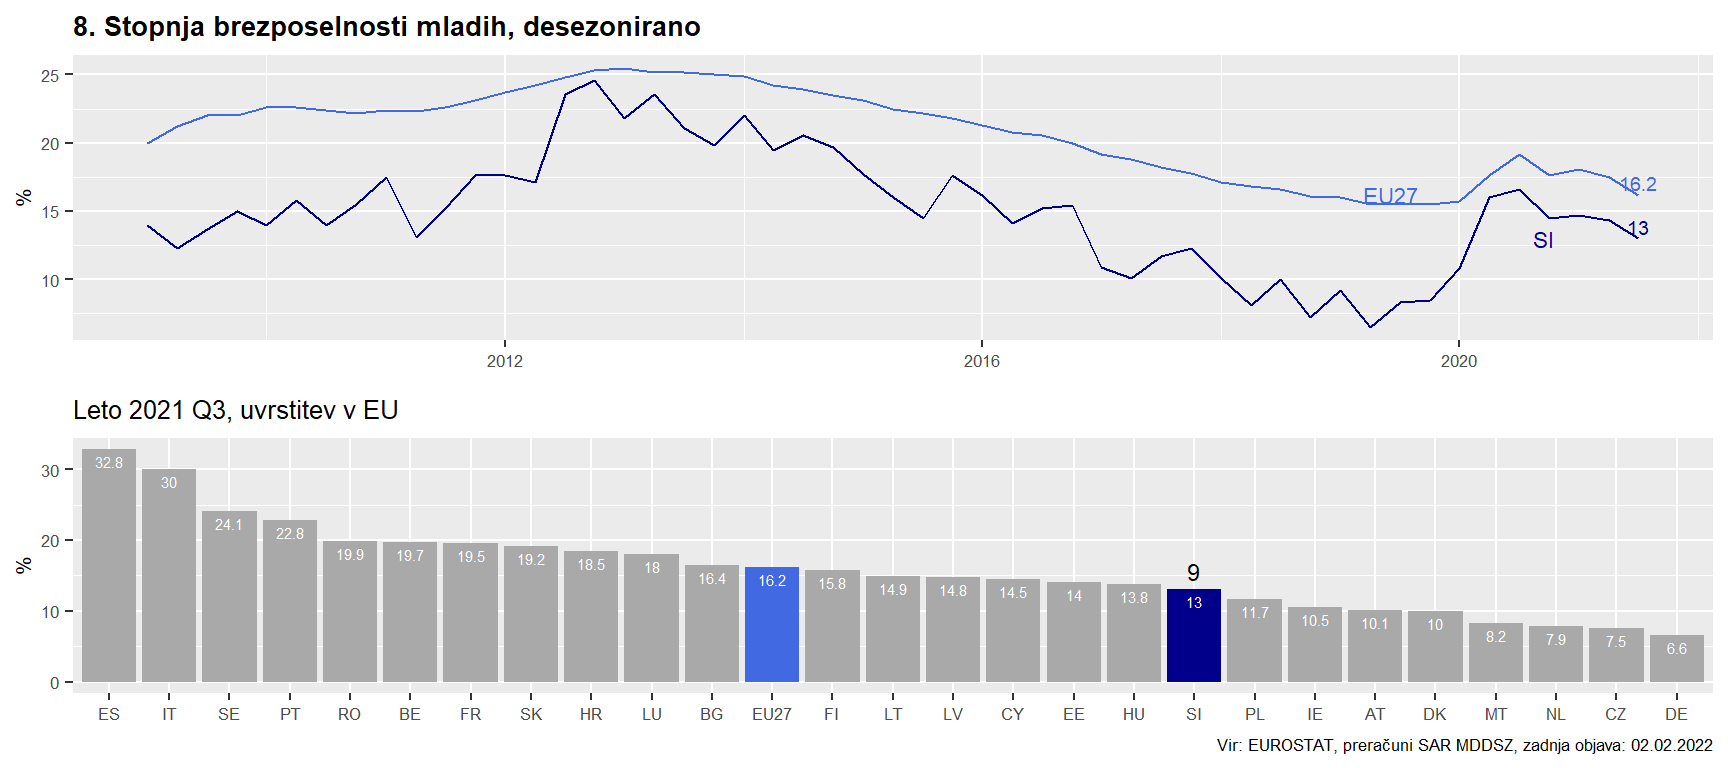 8. Stopnja brezposelnosti mladih, desezonirano
%
25
20
15
10
EU27
16.2
SI
13
2012 2016 2020
Leto 2021 Q3, uvrstitev v EU
%
30
20
10
0
9
32.8 30 24.1 22.8 19.9 19.7 19.5 19.2 18.5 18 16.4 16.2 15.8 14.9 14.8 14.5 14 13.8 13 11.7 10.5 10.1 10 8.2 7.9 7.5 6.6
ES IT SE PT RO BE FR SK HR LU BG EU27 FI LT LV CY EE HU SI PL IE AT DK MT NL CZ DE
Vir: EUROSTAT, preračuni SAR MDDSZ, zadnja objava: 02.02.2022